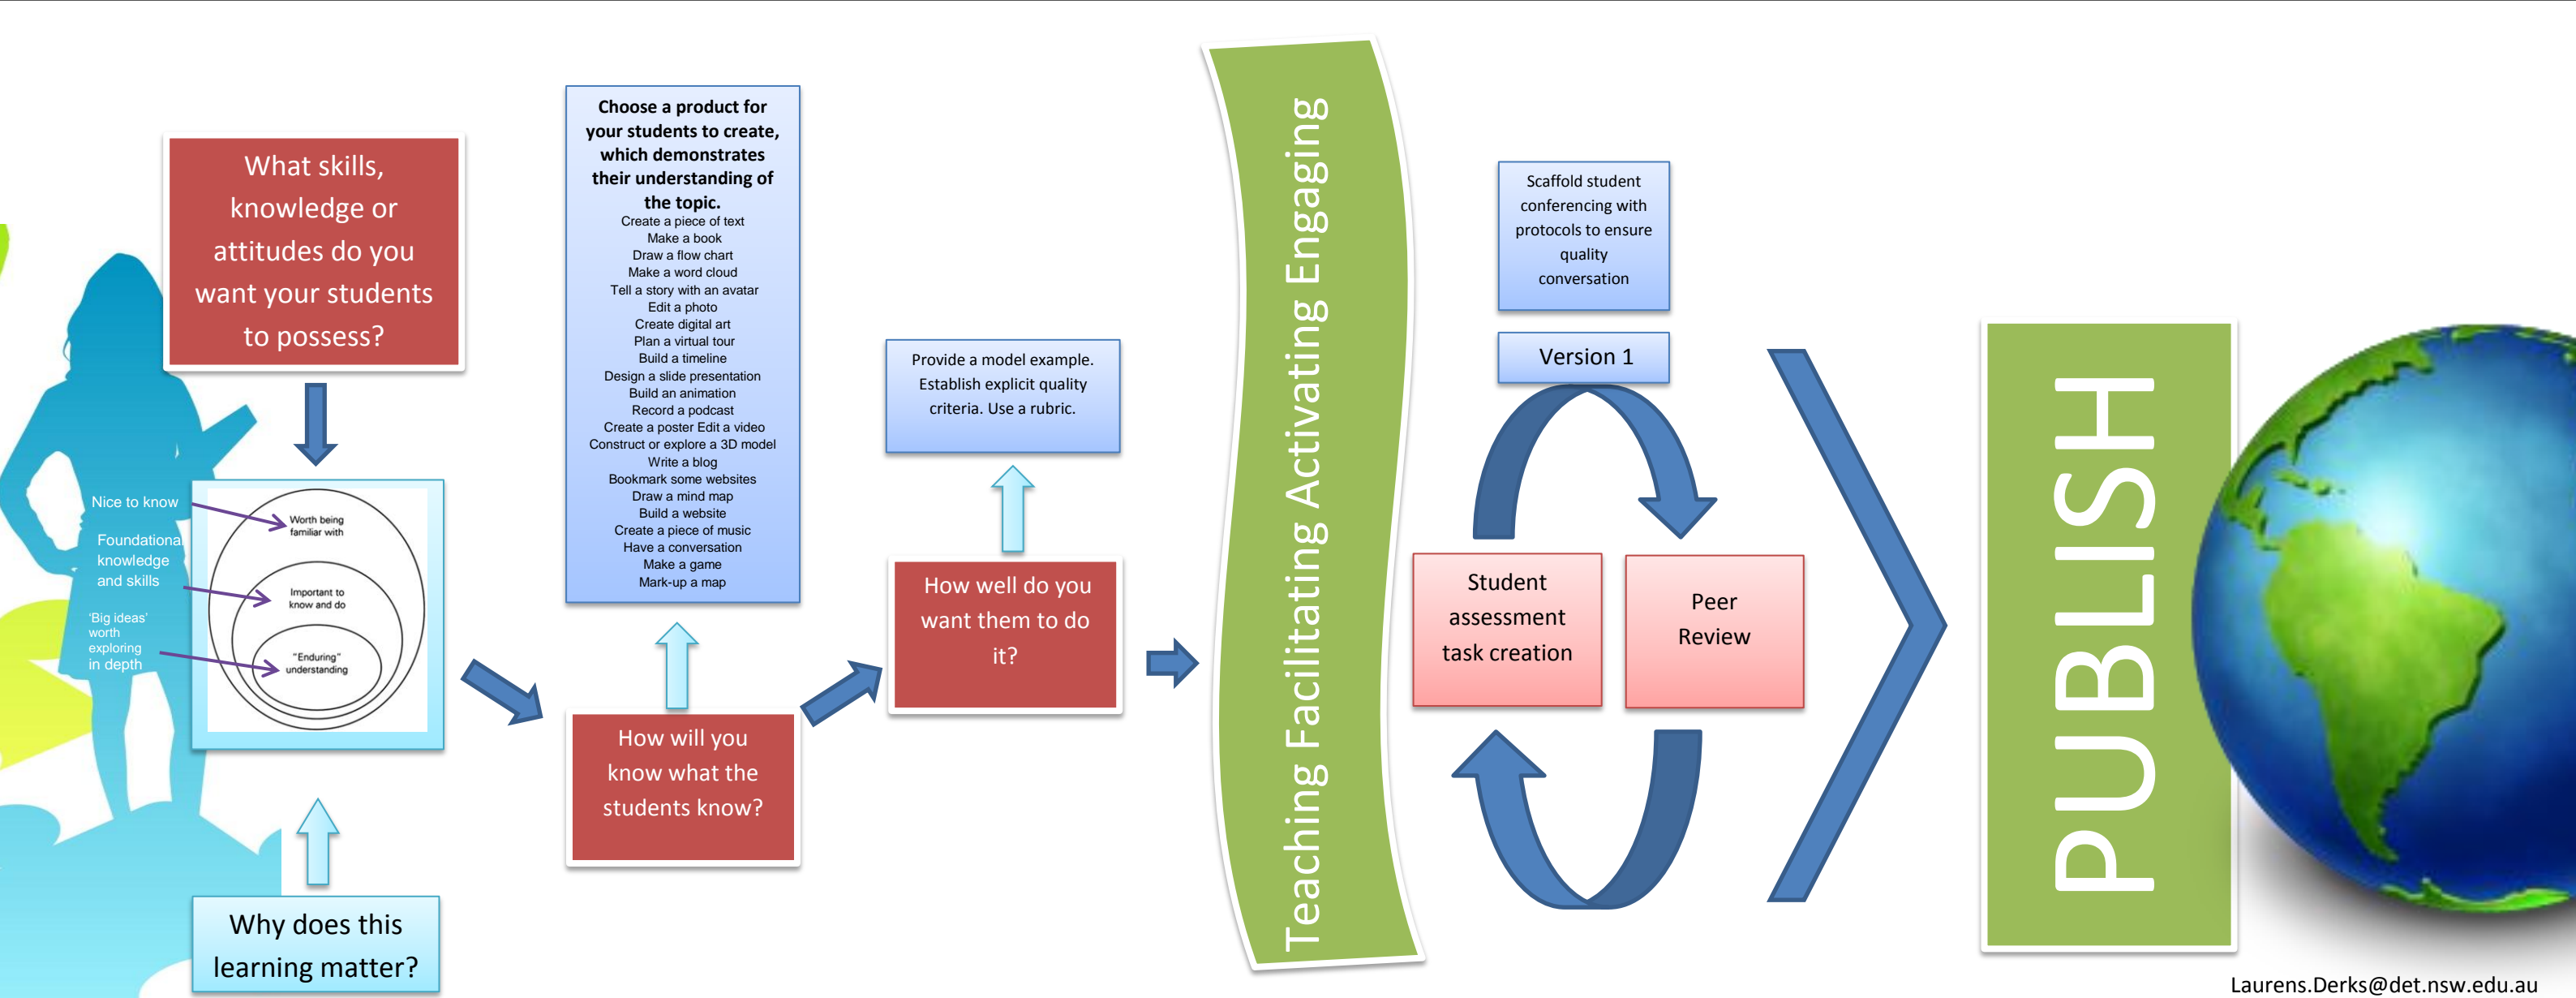 What skills,
knowledge or
attitudes do you
want your students
to possess?
Nice to know
Foundational
knowledge
and skills
'Big ideas'
worth
exploring
in depth
Worth being
familiar with
Important to
know and do
"Enduring"
understanding
Why does this
learning matter?
Choose a product for
your students to create,
which demonstrates
their understanding of
the topic.
Create a piece of text
Make a book
Draw a flow chart
Make a word cloud
Tell a story with an avatar
Edit a photo
Create digital art
Plan a virtual tour
Build a timeline
Design a slide presentation
Build an animation
Record a podcast
Create a poster Edit a video
Construct or explore a 3D model
Write a blog
Bookmark some websites
Draw a mind map
Build a website
Create a piece of music
Have a conversation
Make a game
Mark-up a map
How will you
know what the
students know?
Provide a model example.
Establish explicit quality
criteria. Use a rubric.
How well do you
want them to do
it?
Teaching Facilitating Activating Engaging
Scaffold student
conferencing with
protocols to ensure
quality
conversation
Version 1
Student
assessment
task creation
Peer
Review
PUBLISH
Laurens.Derks@det.nsw.edu.au